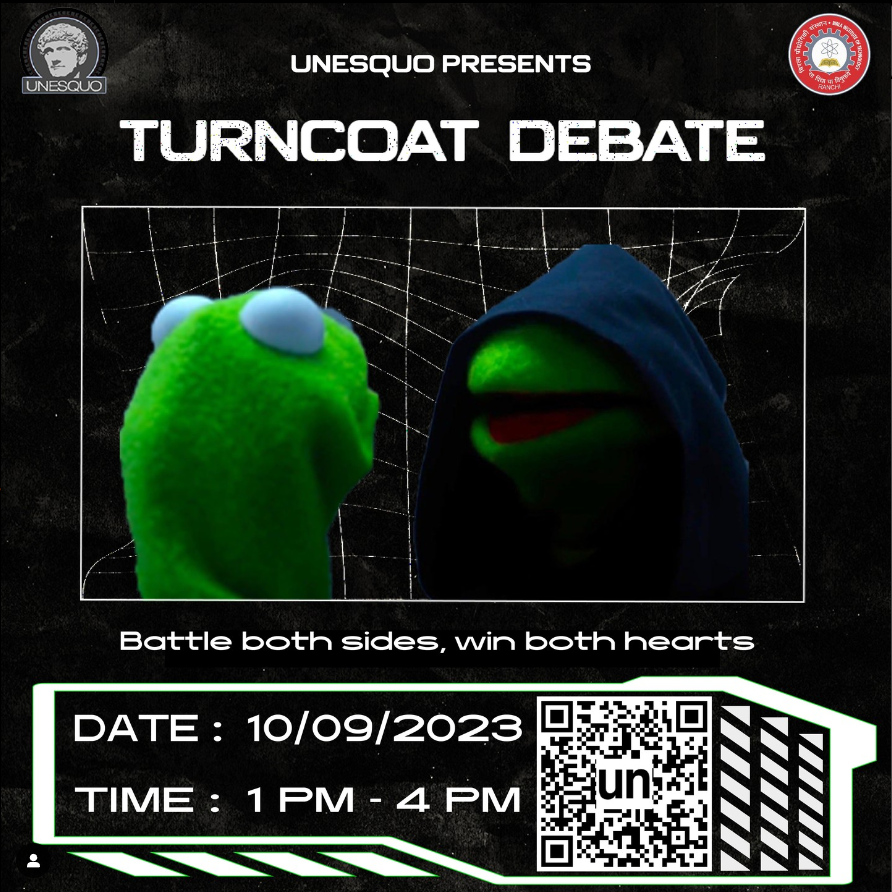 UNESQUO
UNESQUO PRESENTS
TURNCOAT DEBATE
Battle both sides, win both hearts
DATE : 10/09/2023
TIME : 1 PM - 4 PM
un
RANCHI